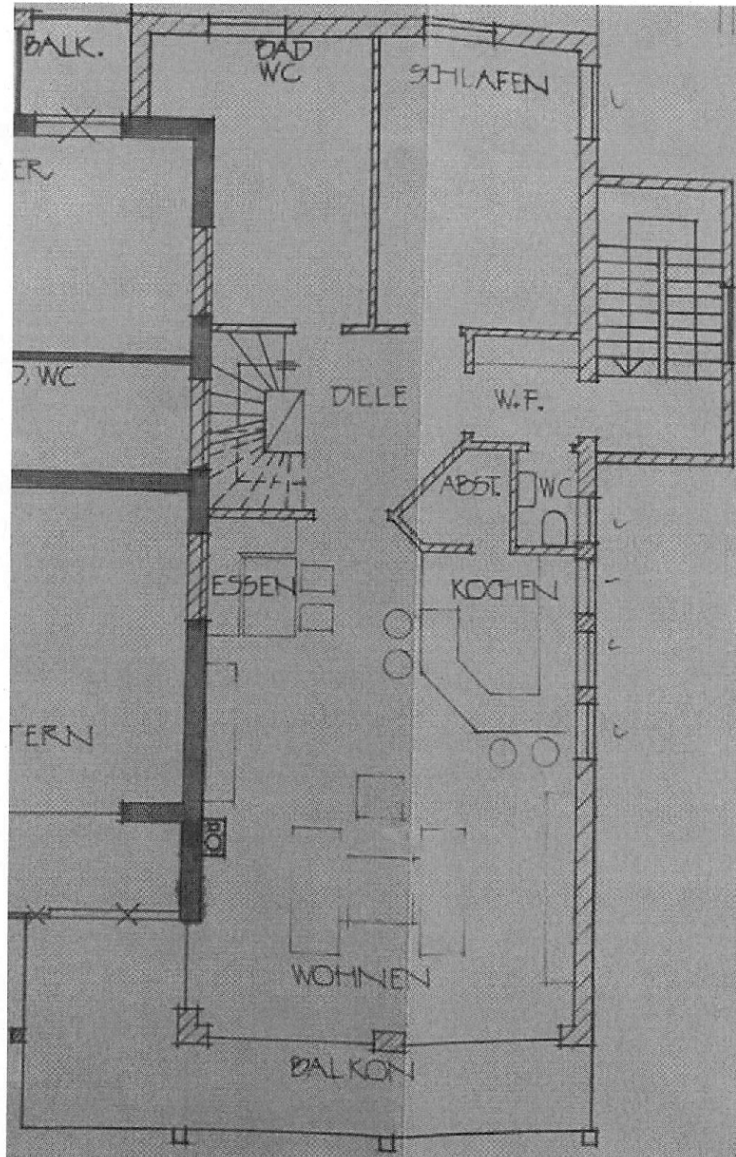 BALK.
BAD
WC
SCHLAFEN
ER
D, WC
DIELE
W.F.
ABST.
WC
ESSEN
KOCHEN
TERN
WOHNEN
BALKON